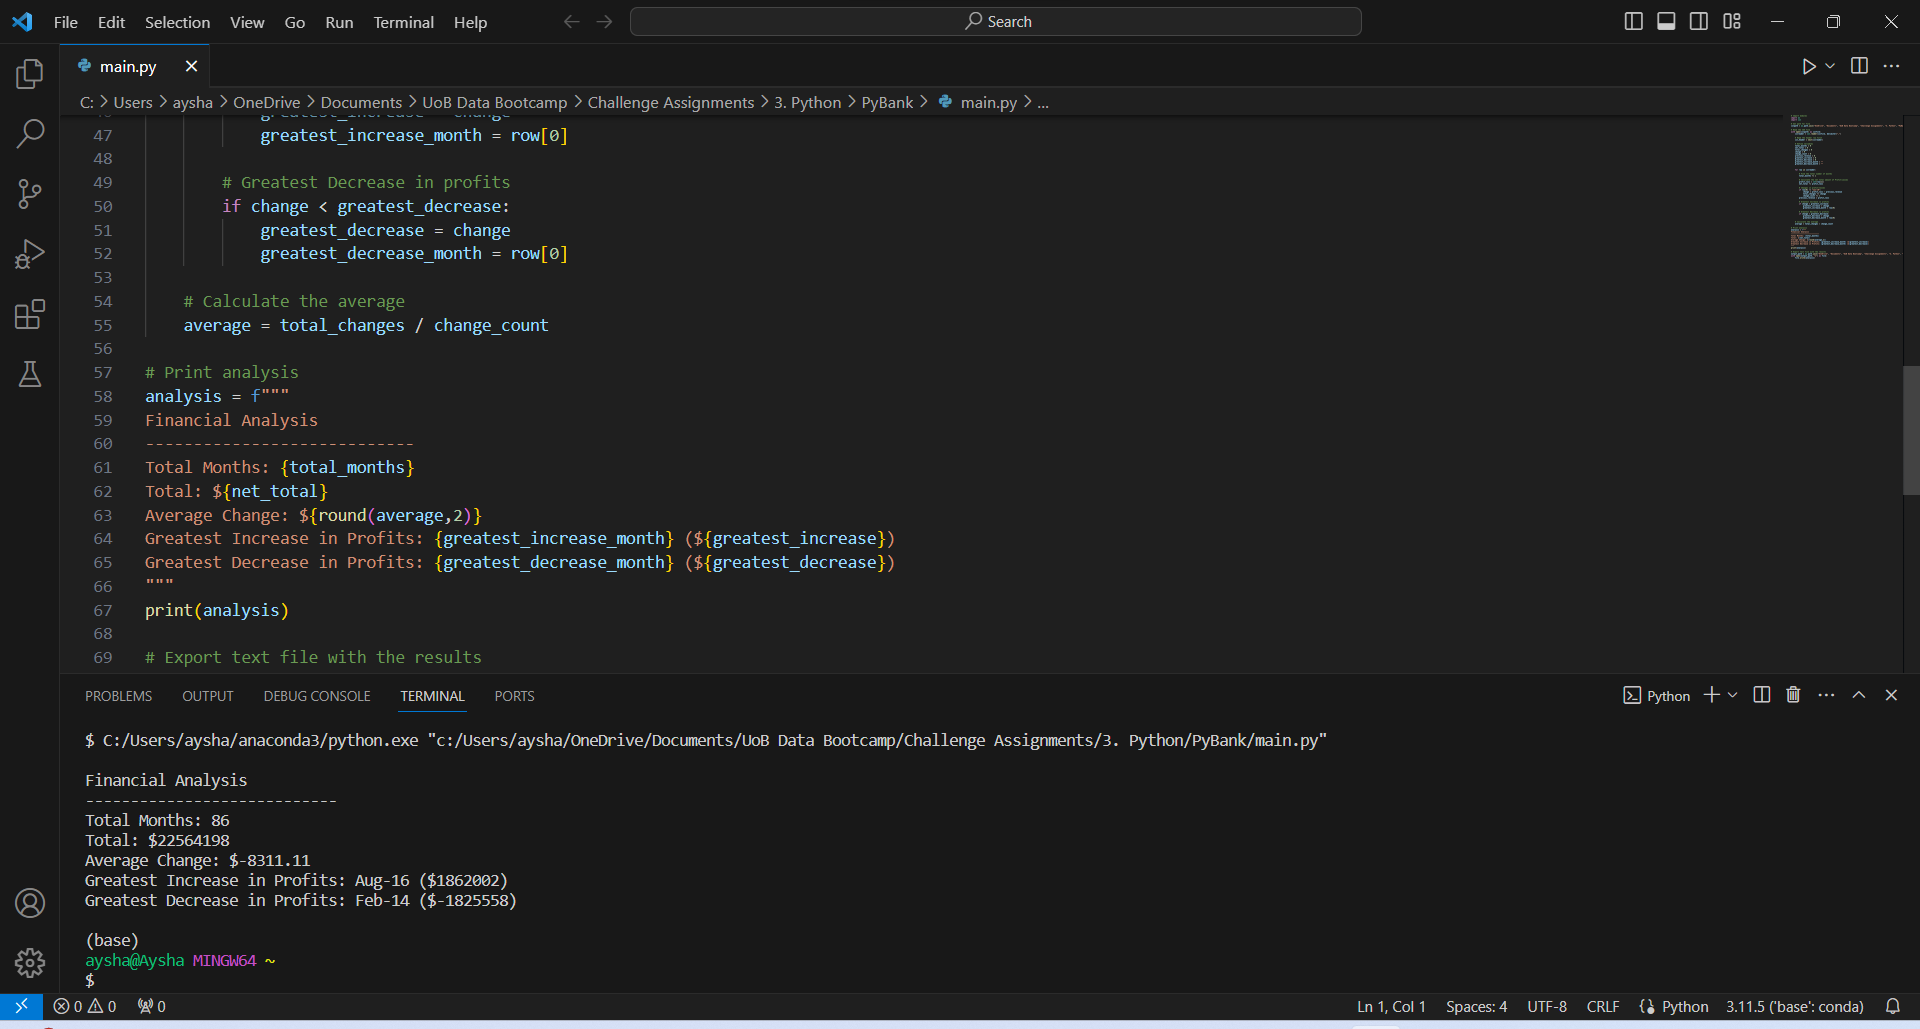 File Edit Selection View Go Run Terminal Help
Search
main.py
C: > Users > aysha > OneDrive > Documents > UoB Data Bootcamp > Challenge Assignments > 3. Python > PyBank > main.py > ...
47 greatest_increase_month = row[0]
48
49 # Greatest Decrease in profits
50 if change < greatest_decrease:
51 greatest_decrease = change
52 greatest_decrease_month = row[0]
53
54 # Calculate the average
55 average = total_changes / change_count
56
57 # Print analysis
58 analysis = f"""
59 Financial Analysis
60 ----------------------------
61 Total Months: {total_months}
62 Total: ${net_total}
63 Average Change: ${round(average,2)}
64 Greatest Increase in Profits: {greatest_increase_month} (${greatest_increase})
65 Greatest Decrease in Profits: {greatest_decrease_month} (${greatest_decrease})
66 """
67 print(analysis)
68
69 # Export text file with the results
PROBLEMS OUTPUT DEBUG CONSOLE TERMINAL PORTS
Python
$ C:/Users/aysha/anaconda3/python.exe "c:/Users/aysha/OneDrive/Documents/UoB Data Bootcamp/Challenge Assignments/3. Python/PyBank/main.py"
Financial Analysis
----------------------------
Total Months: 86
Total: $22564198
Average Change: $-8311.11
Greatest Increase in Profits: Aug-16 ($1862002)
Greatest Decrease in Profits: Feb-14 ($-1825558)
(base)
aysha@Aysha MINGW64 ~
$
0 0 0 Ln 1, Col 1 Spaces: 4 UTF-8 CRLF Python 3.11.5 ('base': conda)